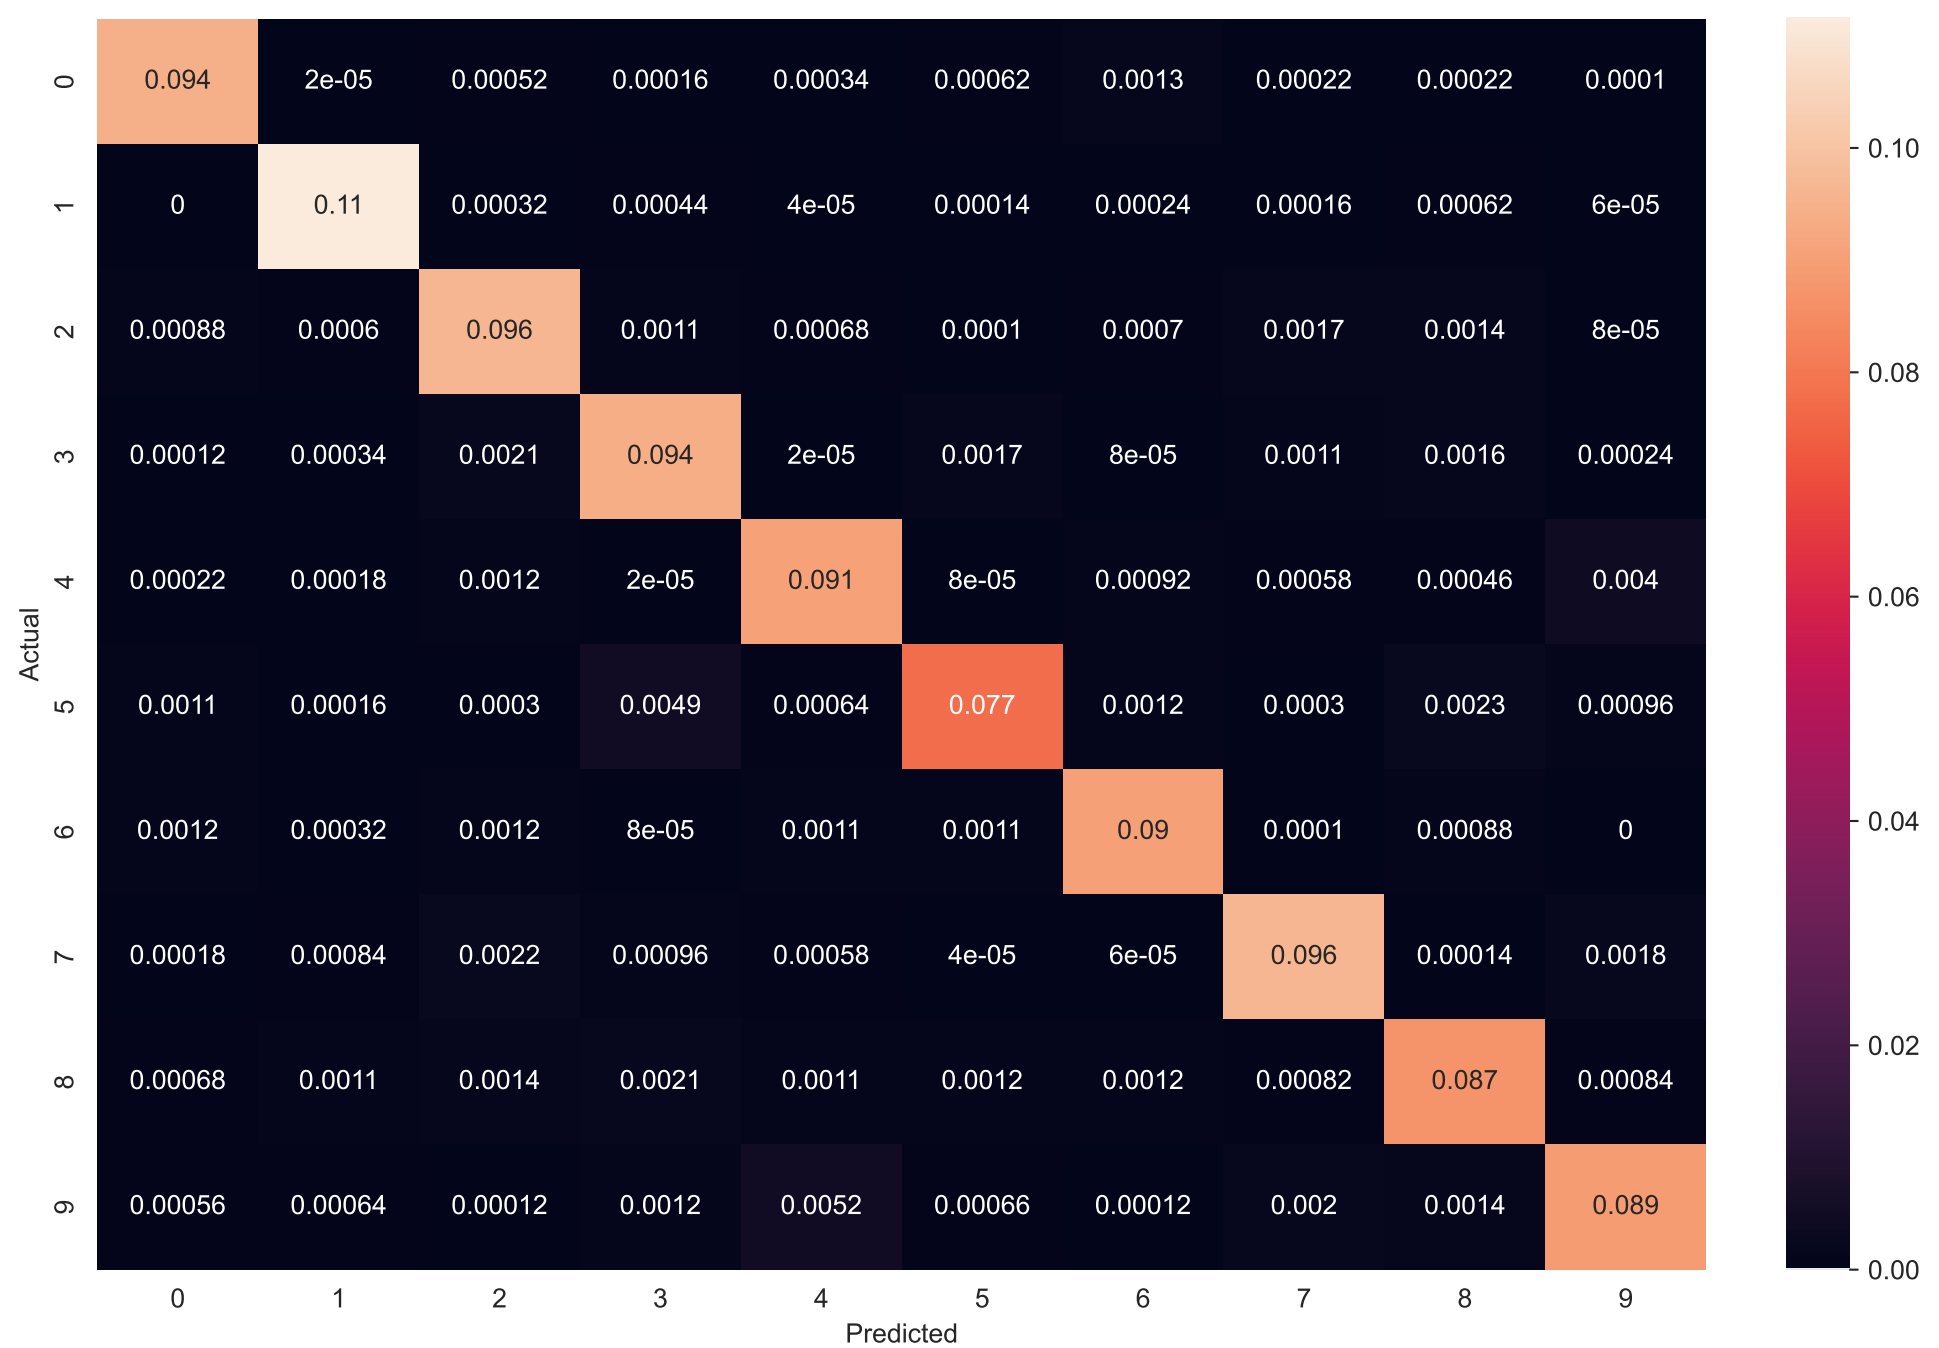 0 0.094 2e-05 0.00052 0.00016 0.00034 0.00062 0.0013 0.00022 0.00022 0.0001
1 0 0.11 0.00032 0.00044 4e-05 0.00014 0.00024 0.00016 0.00062 6e-05
2 0.00088 0.0006 0.096 0.0011 0.00068 0.0001 0.0007 0.0017 0.0014 8e-05
3 0.00012 0.00034 0.0021 0.094 2e-05 0.0017 8e-05 0.0011 0.0016 0.00024
4 0.00022 0.00018 0.0012 2e-05 0.091 8e-05 0.00092 0.00058 0.00046 0.004
5 0.0011 0.00016 0.0003 0.0049 0.00064 0.077 0.0012 0.0003 0.0023 0.00096
6 0.0012 0.00032 0.0012 8e-05 0.0011 0.0011 0.09 0.0001 0.00088 0
7 0.00018 0.00084 0.0022 0.00096 0.00058 4e-05 6e-05 0.096 0.00014 0.0018
8 0.00068 0.0011 0.0014 0.0021 0.0011 0.0012 0.0012 0.00082 0.087 0.00084
9 0.00056 0.00064 0.00012 0.0012 0.0052 0.00066 0.00012 0.002 0.0014 0.089
0 1 2 3 4 5 6 7 8 9
Predicted
Actual
0.10
0.08
0.06
0.04
0.02
0.00